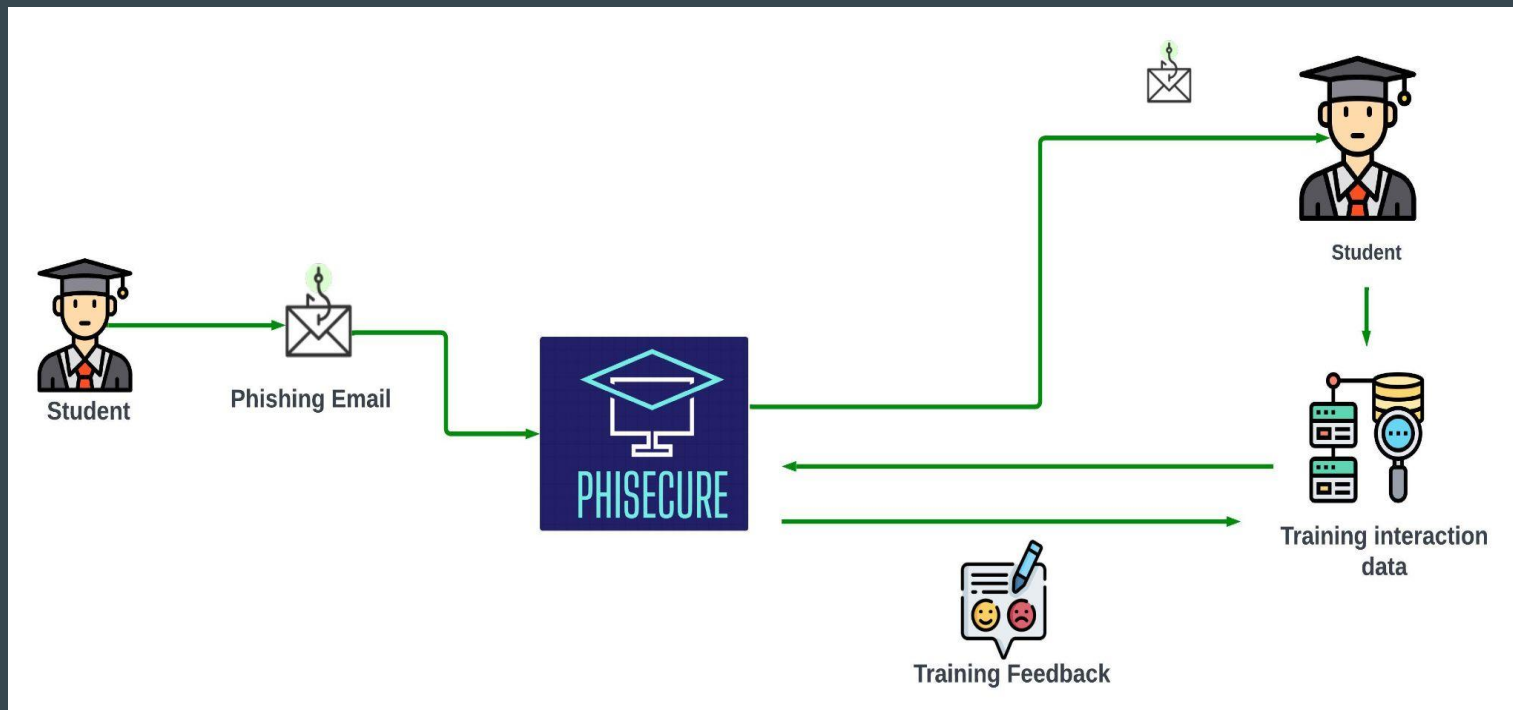 Student
Student
Phishing Email
PHISECURE
Training interaction
data
Training Feedback